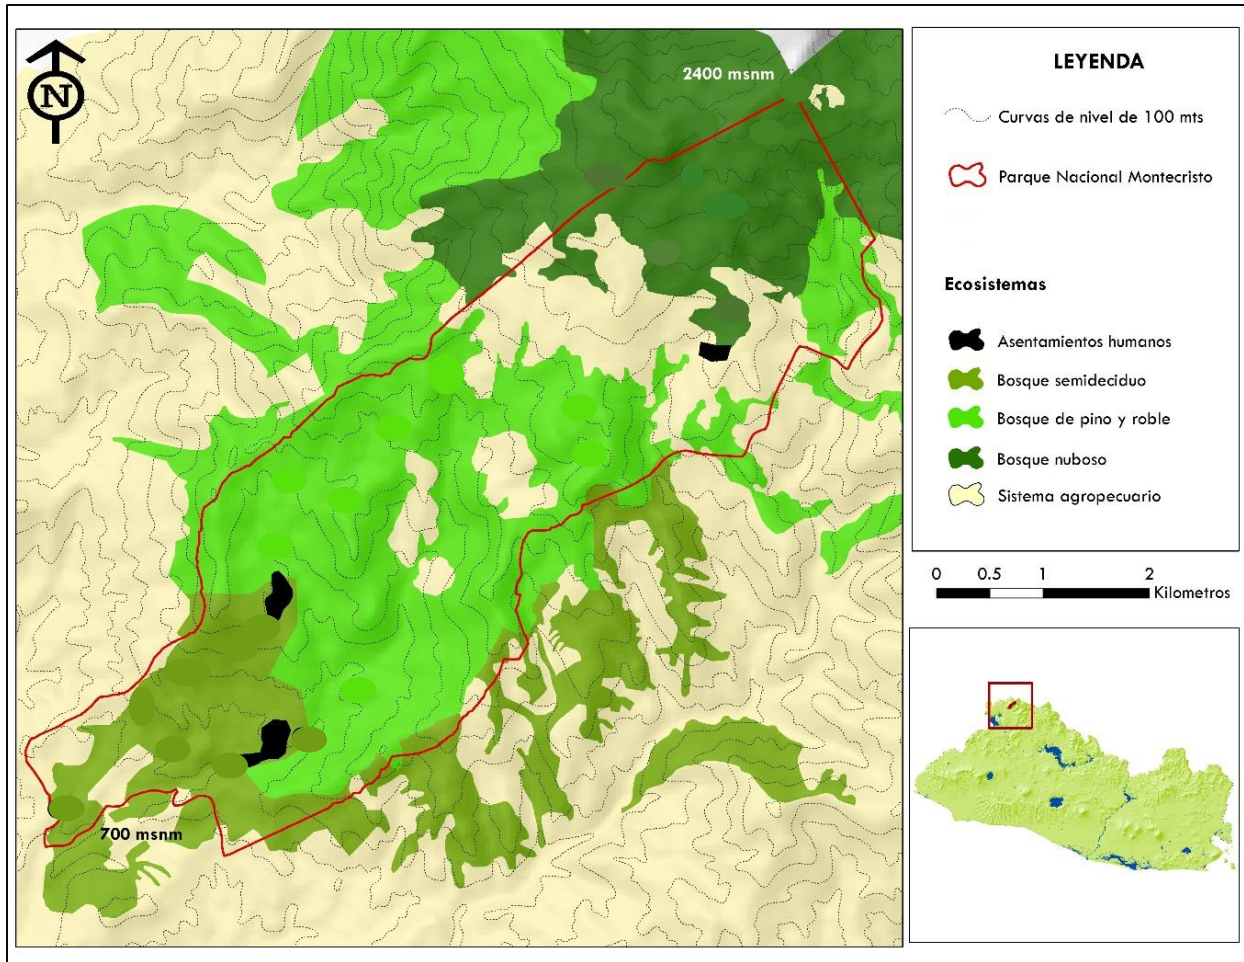 N
2400 msnm
700 msnm
LEYENDA
Curvas de nivel de 100 mts
Parque Nacional Montecristo
Ecosistemas
Asentamientos humanos
Bosque semideciduo
Bosque de pino y roble
Bosque nuboso
Sistema agropecuario
0 0.5 1 2
Kilometros